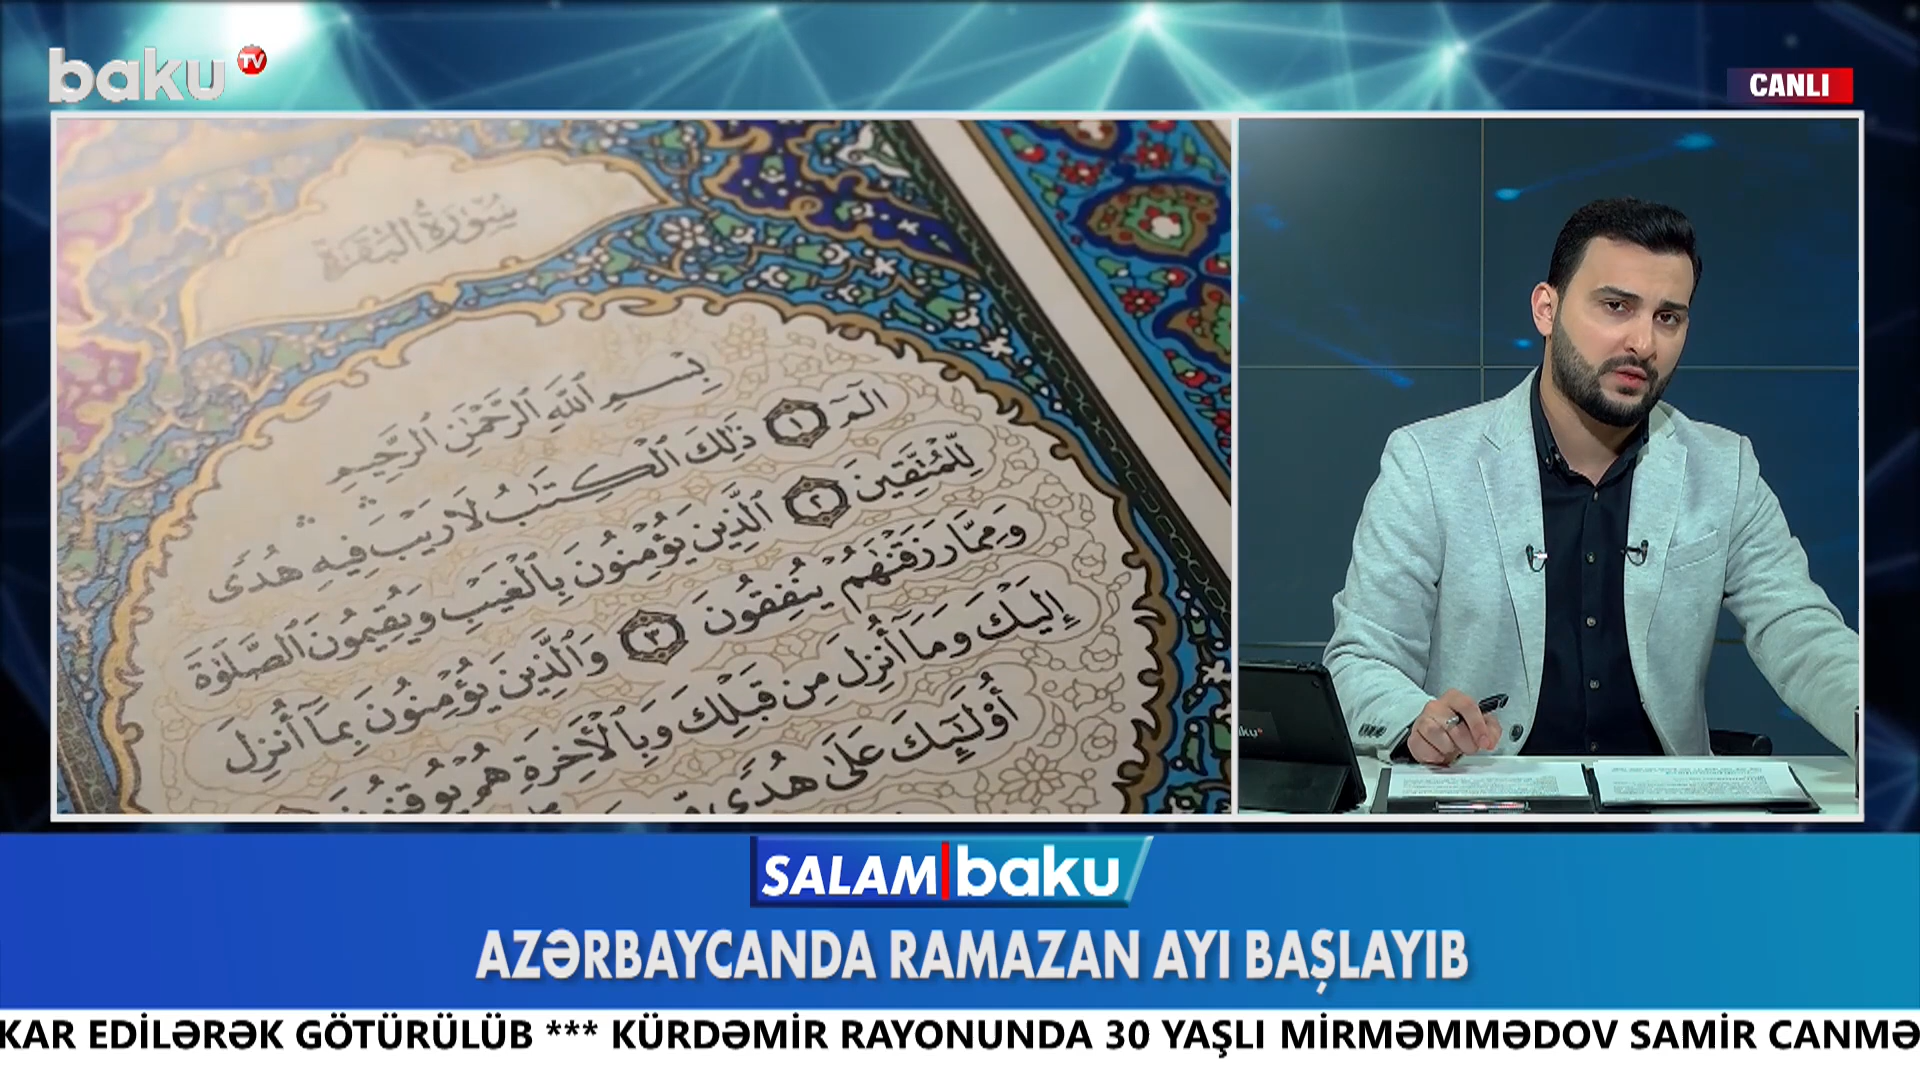 baku TV
CANLI
سورة البقرة
بِسْمِ ٱللَّهِ ٱلرَّحْمَٰنِ ٱلرَّحِيمِ
الٓمٓ ١ ذَٰلِكَ ٱلْكِتَٰبُ لَا رَيْبَ ۛ فِيهِ ۛ هُدًى
لِّلْمُتَّقِينَ ٢ ٱلَّذِينَ يُؤْمِنُونَ بِٱلْغَيْبِ وَيُقِيمُونَ ٱلصَّلَوٰةَ
وَمِمَّا رَزَقْنَٰهُمْ يُنفِقُونَ ٣ وَٱلَّذِينَ يُؤْمِنُونَ بِمَآ أُنزِلَ
إِلَيْكَ وَمَآ أُنزِلَ مِن قَبْلِكَ وَبِٱلْأَخِرَةِ هُمْ يُوقِنُونَ
أُو۟لَٰٓئِكَ عَلَىٰ هُدًى
SALAM baku
AZƏRBAYCANDA RAMAZAN AYI BAŞLAYIB
KAR EDİLƏRƏK GÖTÜRÜLÜB *** KÜRDƏMİR RAYONUNDA 30 YAŞLI MİRMƏMMƏDOV SAMİR CANMƏ